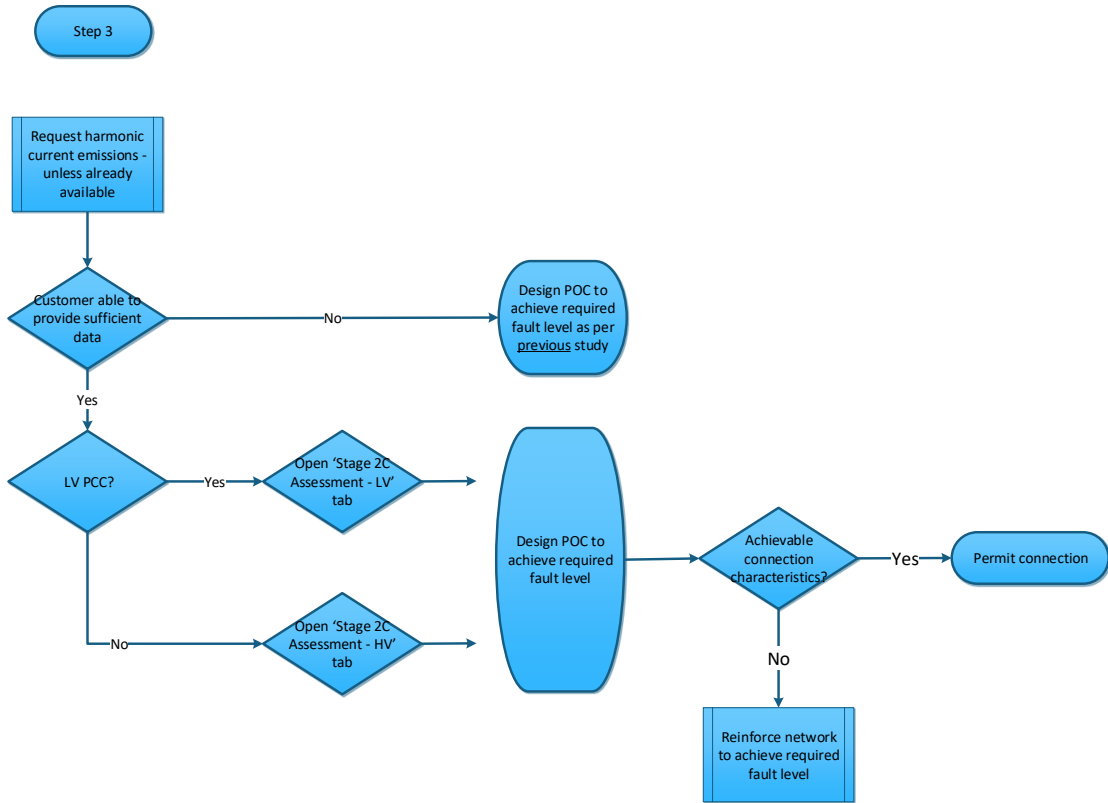 Step 3
Request harmonic
current emissions -
unless already
available
Customer able to
provide sufficient
data
No
Design POC to
achieve required
fault level as per
previous study
Yes
LV PCC?
Yes
Open ‘Stage 2C
Assessment - LV’
tab
Design POC to
achieve required
fault level
Achievable
connection
characteristics?
Yes
Permit connection
No
Open ‘Stage 2C
Assessment - HV’
tab
No
Reinforce network
to achieve required
fault level